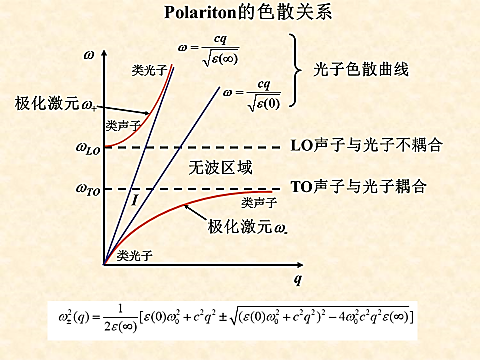 Polariton的色散关系
ω
类光子
ω = cq / √ε(∞)
ω = cq / √ε(0)
光子色散曲线
极化激元ω₊
类声子
ω_LO
LO声子与光子不耦合
无波区域
ω_TO
TO声子与光子耦合
I
类声子
极化激元ω₋
类光子
q
ω²±(q) = 1/2ε(∞) [ε(0)ω₀² + c²q² ± √((ε(0)ω₀² + c²q²)² − 4ω₀²c²q²ε(∞))]